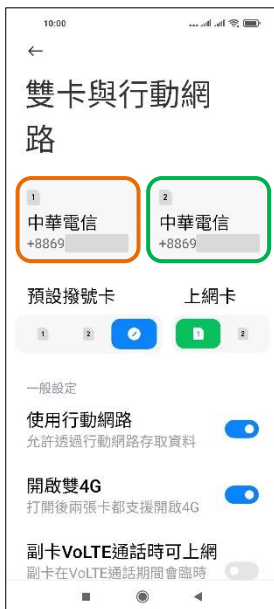 10:00
雙卡與行動網
路
1
中華電信
+8869
2
中華電信
+8869
預設撥號卡
上網卡
1 2 1 2
一般設定
使用行動網路
允許透過行動網路存取資料
開啟雙4G
打開後兩張卡都支援開啟4G
副卡VoLTE通話時可上網
副卡在VoLTE通話期間會臨時